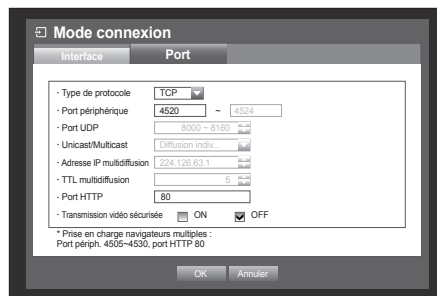 Mode connexion
Interface Port
· Type de protocole TCP
· Port périphérique 4520 ~ 4524
· Port UDP 8000 ~ 8160
· Unicast/Multicast Diffusion indiv...
· Adresse IP multidiffusion 224.126.63.1
· TTL multidiffusion 5
· Port HTTP 80
· Transmission vidéo sécurisée ON OFF
* Prise en charge navigateurs multiples :
Port périph. 4505~4530, port HTTP 80
OK Annuler